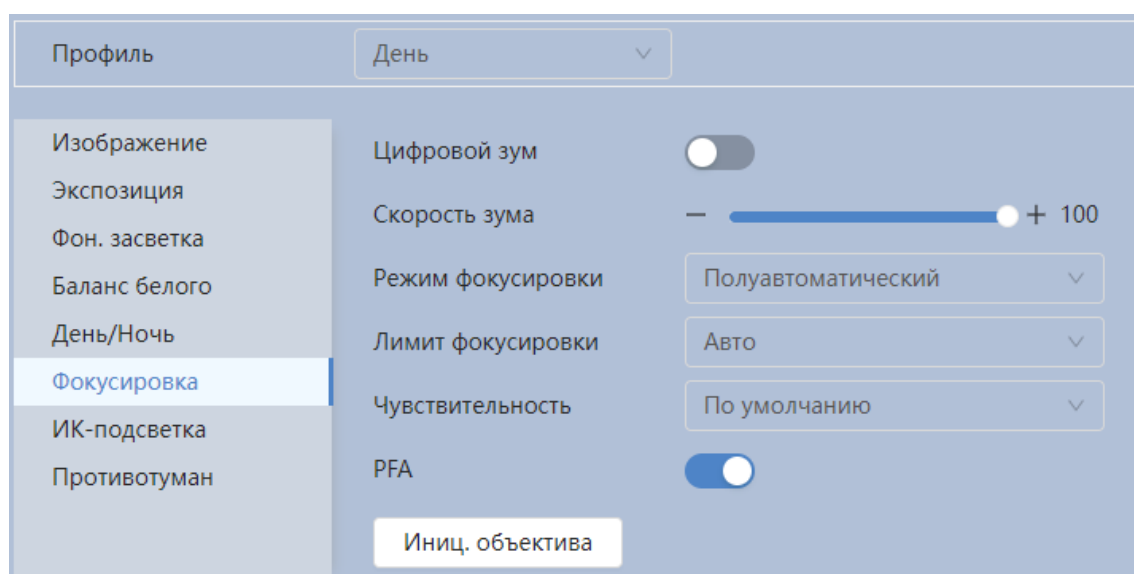 Профиль
День
Изображение
Экспозиция
Фон. засветка
Баланс белого
День/Ночь
Фокусировка
ИК-подсветка
Противотуман
Цифровой зум
Скорость зума
− + 100
Режим фокусировки
Полуавтоматический
Лимит фокусировки
Авто
Чувствительность
По умолчанию
PFA
Иниц. объектива